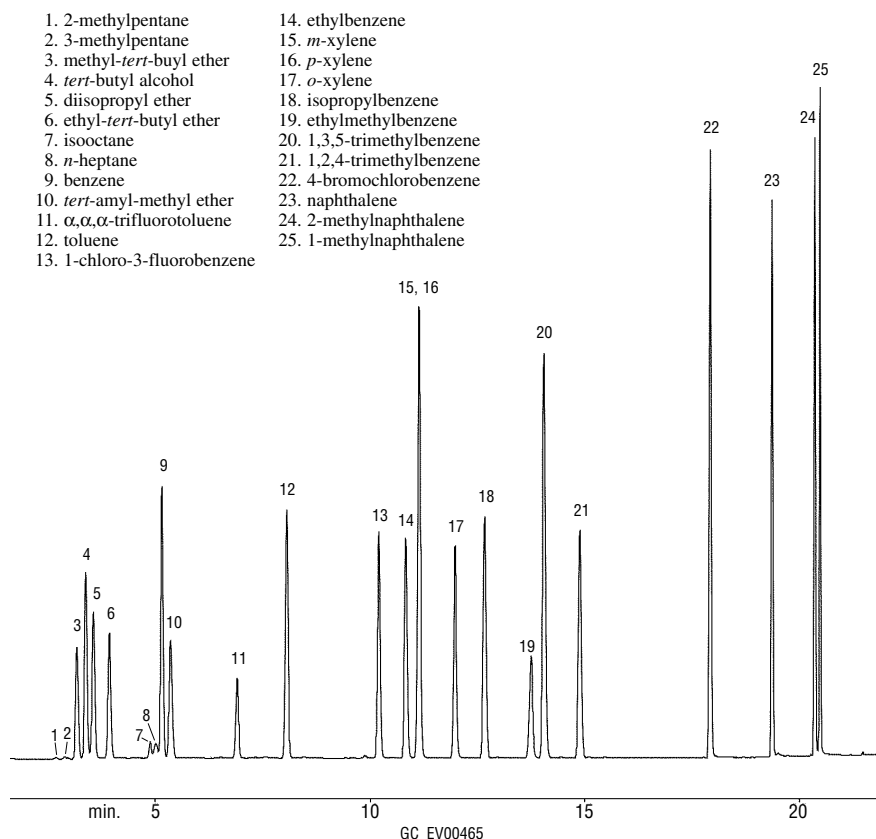 1. 2-methylpentane
2. 3-methylpentane
3. methyl-tert-buyl ether
4. tert-butyl alcohol
5. diisopropyl ether
6. ethyl-tert-butyl ether
7. isooctane
8. n-heptane
9. benzene
10. tert-amyl-methyl ether
11. α,α,α-trifluorotoluene
12. toluene
13. 1-chloro-3-fluorobenzene
14. ethylbenzene
15. m-xylene
16. p-xylene
17. o-xylene
18. isopropylbenzene
19. ethylmethylbenzene
20. 1,3,5-trimethylbenzene
21. 1,2,4-trimethylbenzene
22. 4-bromochlorobenzene
23. naphthalene
24. 2-methylnaphthalene
25. 1-methylnaphthalene
1
2
3
4
5
6
7
8
9
10
11
12
13
14
15, 16
17
18
19
20
21
22
23
24
25
min. 5 10 15 20
GC_EV00465